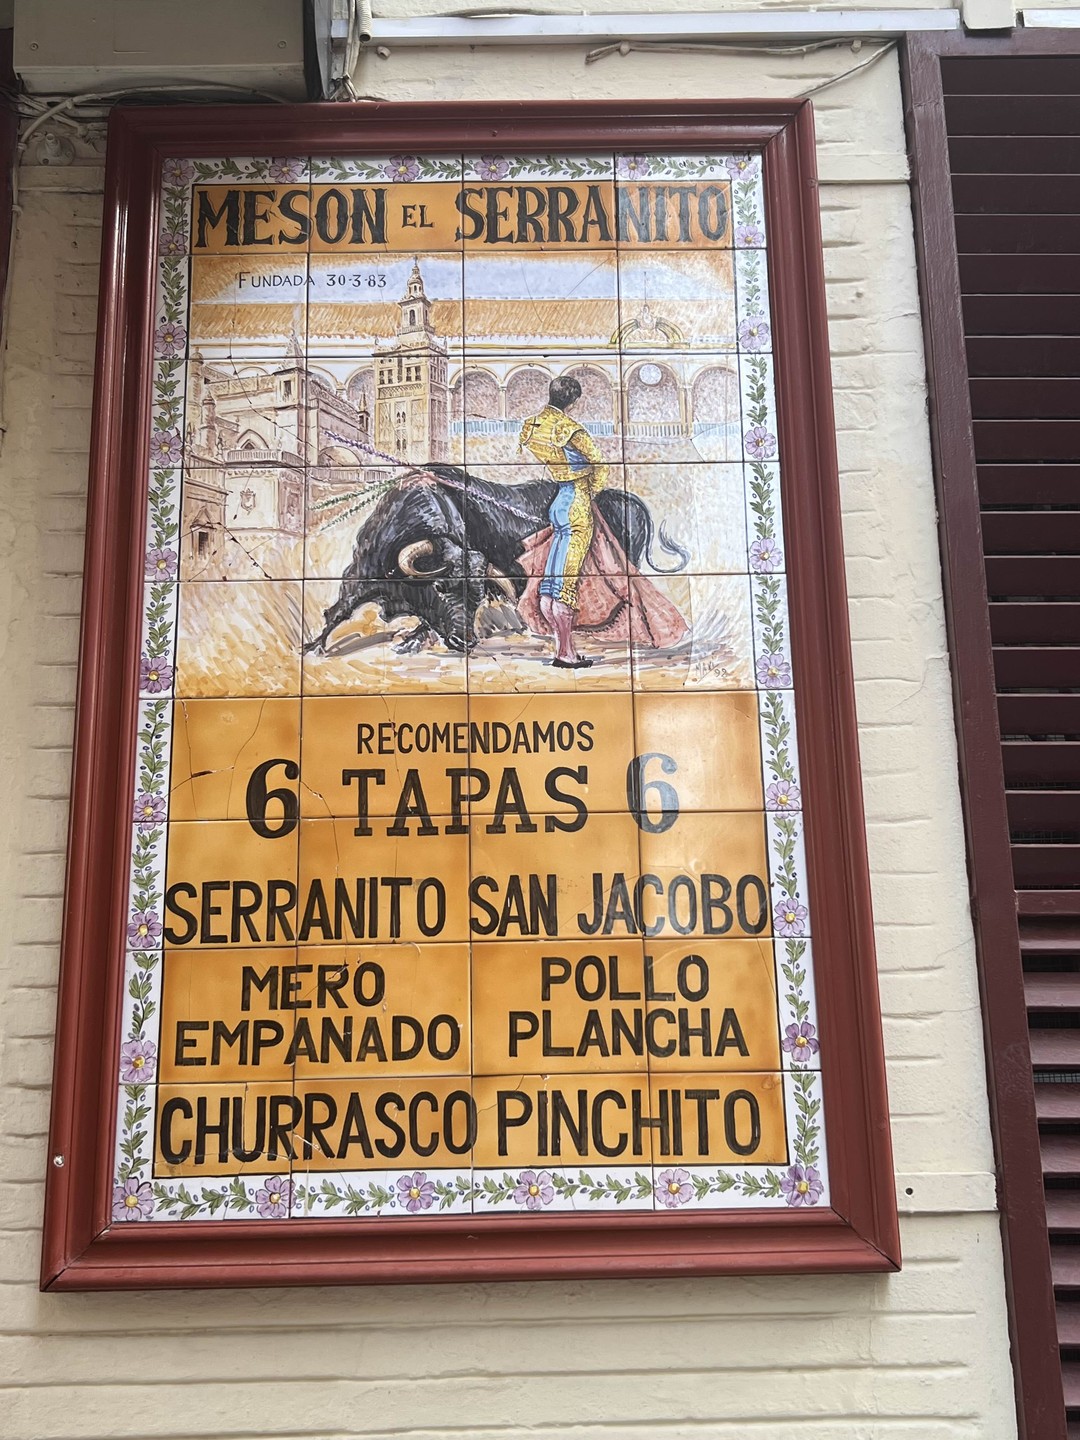 MESON EL SERRANITO
FUNDADA 30-3-83
RECOMENDAMOS
6 TAPAS 6
SERRANITO SAN JACOBO
MERO EMPANADO
POLLO PLANCHA
CHURRASCO PINCHITO